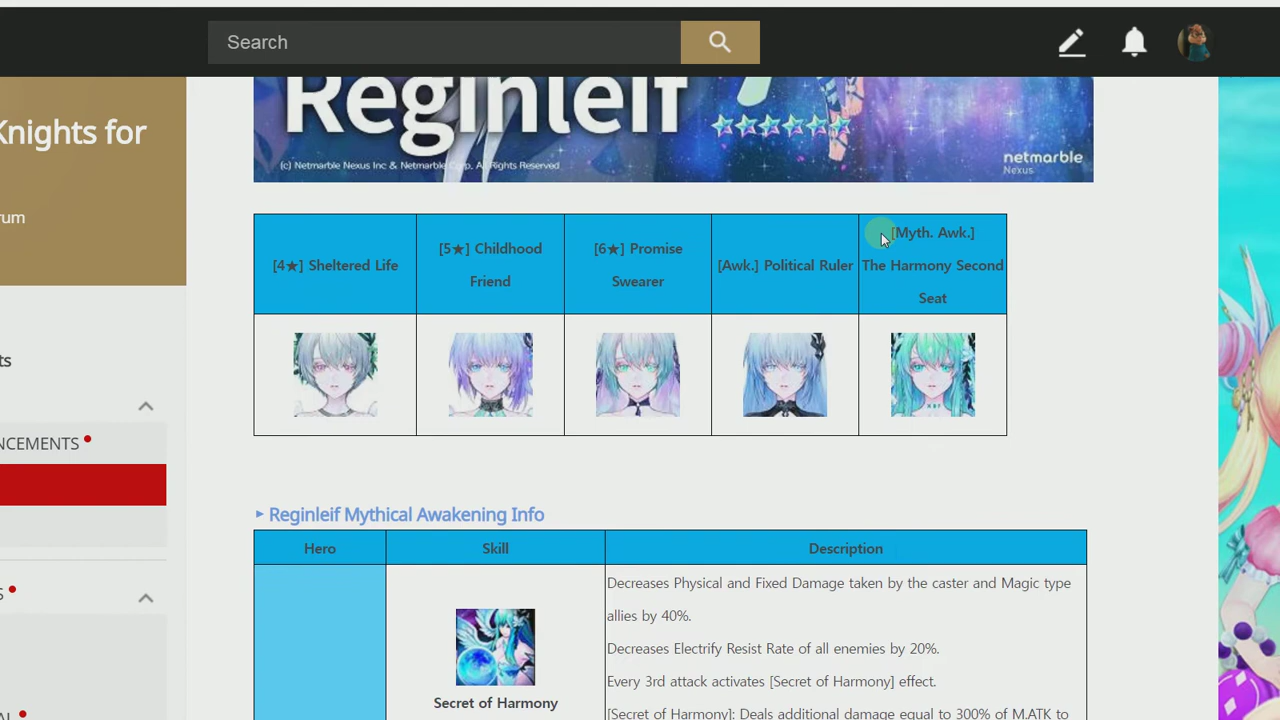 Search
Reginleif
(c) Netmarble Nexus Inc & Netmarble Corp. All Rights Reserved
netmarble
Nexus
Knights for
rum
[4★] Sheltered Life
[5★] Childhood
Friend
[6★] Promise
Swearer
[Awk.] Political Ruler
[Myth. Awk.]
The Harmony Second
Seat
ts
NCEMENTS
S
▸ Reginleif Mythical Awakening Info
Hero
Skill
Description
Secret of Harmony
Decreases Physical and Fixed Damage taken by the caster and Magic type
allies by 40%.
Decreases Electrify Resist Rate of all enemies by 20%.
Every 3rd attack activates [Secret of Harmony] effect.
[Secret of Harmony]: Deals additional damage equal to 300% of M.ATK to